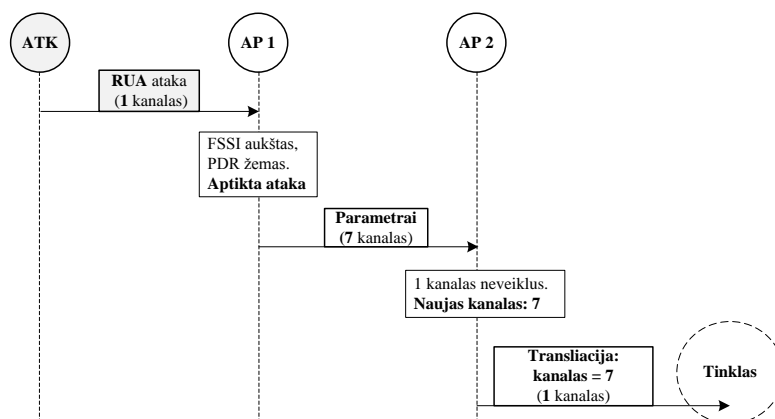 ATK
AP 1
AP 2
RUA ataka
(1 kanalas)
FSSI aukštas,
PDR žemas.
Aptikta ataka
Parametrai
(7 kanalas)
1 kanalas neveiklus.
Naujas kanalas: 7
Transliacija:
kanalas = 7
(1 kanalas)
Tinklas